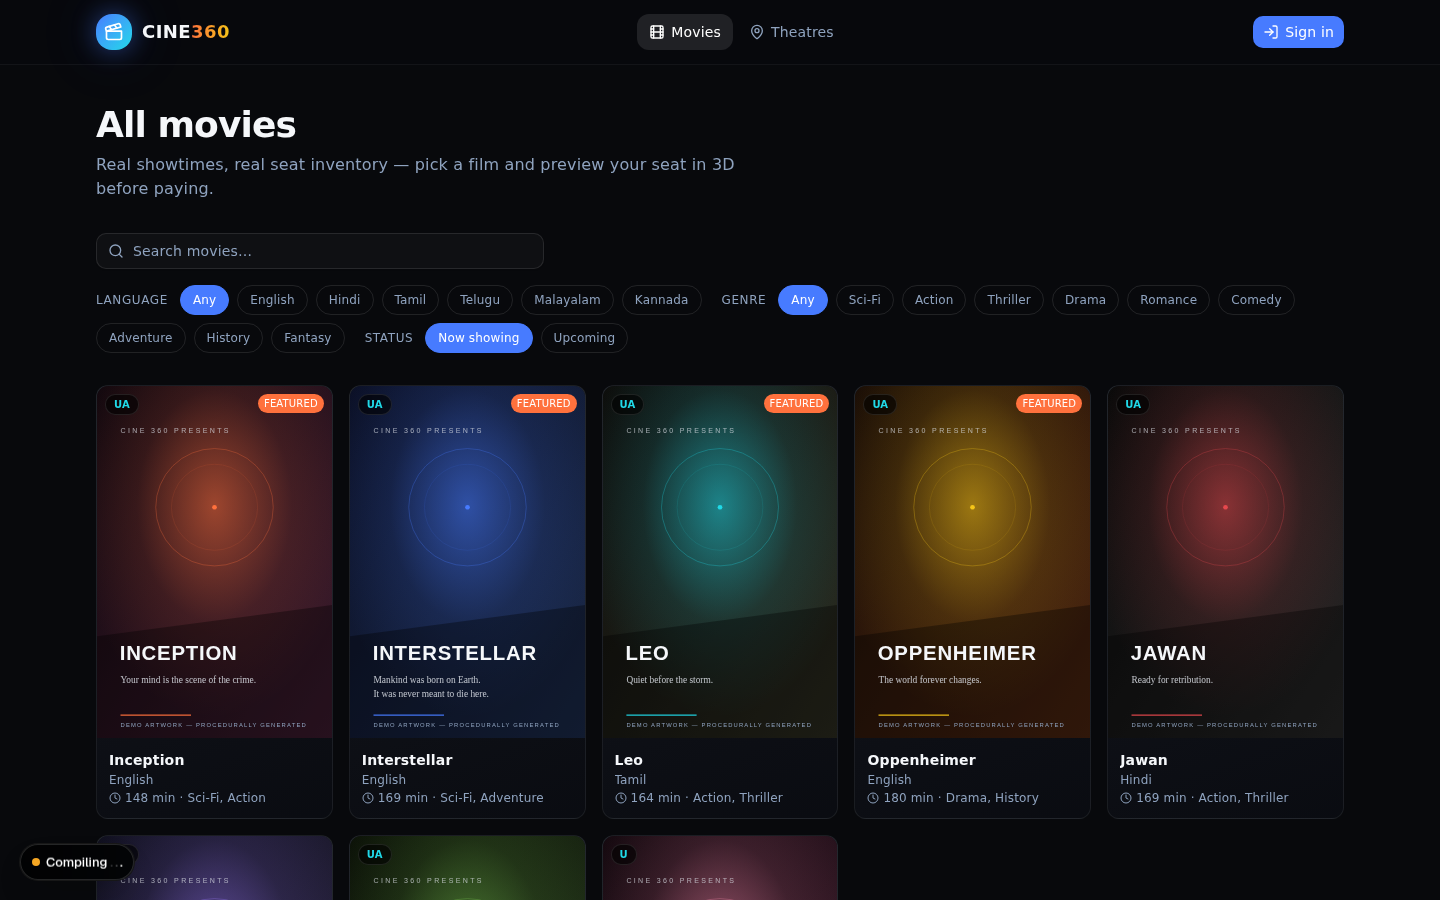 CINE360
Movies
Theatres
Sign in
All movies
Real showtimes, real seat inventory — pick a film and preview your seat in 3D
before paying.
Search movies...
LANGUAGE Any English Hindi Tamil Telugu Malayalam Kannada GENRE Any Sci-Fi Action Thriller Drama Romance Comedy
Adventure History Fantasy STATUS Now showing Upcoming
UA FEATURED
CINE 360 PRESENTS
INCEPTION
Your mind is the scene of the crime.
DEMO ARTWORK — PROCEDURALLY GENERATED
Inception
English
148 min · Sci-Fi, Action
UA FEATURED
CINE 360 PRESENTS
INTERSTELLAR
Mankind was born on Earth.
It was never meant to die here.
DEMO ARTWORK — PROCEDURALLY GENERATED
Interstellar
English
169 min · Sci-Fi, Adventure
UA FEATURED
CINE 360 PRESENTS
LEO
Quiet before the storm.
DEMO ARTWORK — PROCEDURALLY GENERATED
Leo
Tamil
164 min · Action, Thriller
UA FEATURED
CINE 360 PRESENTS
OPPENHEIMER
The world forever changes.
DEMO ARTWORK — PROCEDURALLY GENERATED
Oppenheimer
English
180 min · Drama, History
UA
CINE 360 PRESENTS
JAWAN
Ready for retribution.
DEMO ARTWORK — PROCEDURALLY GENERATED
Jawan
Hindi
169 min · Action, Thriller
Compiling ...
CINE 360 PRESENTS
UA
CINE 360 PRESENTS
U
CINE 360 PRESENTS